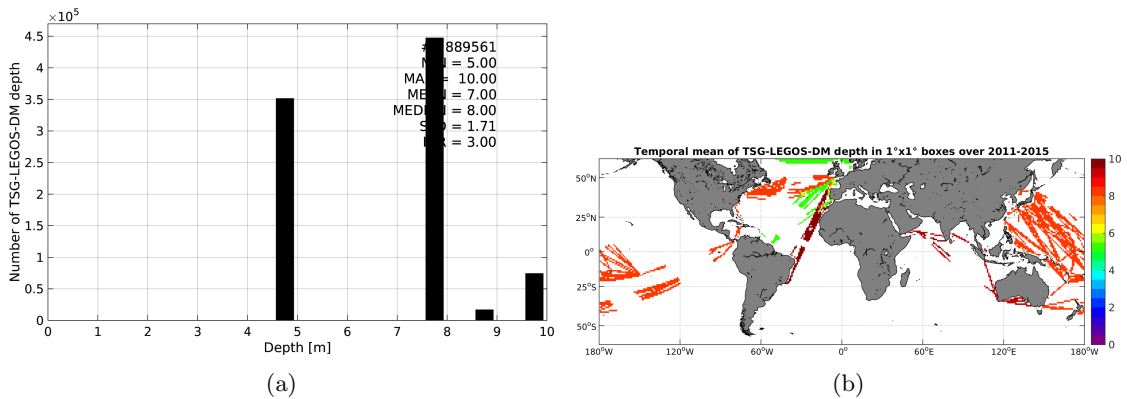 ×10⁵
4.5
4
3.5
3
2.5
2
1.5
1
0.5
0
Number of TSG-LEGOS-DM depth
889561
= 5.00
= 10.00
= 7.00
= 8.00
= 1.71
= 3.00
0 1 2 3 4 5 6 7 8 9 10
Depth [m]
(a)
Temporal mean of TSG-LEGOS-DM depth in 1°x1° boxes over 2011-2015
50°N
25°N
0°
25°S
50°S
180°W 120°W 60°W 0° 60°E 120°E 180°W
10
8
6
4
2
0
(b)